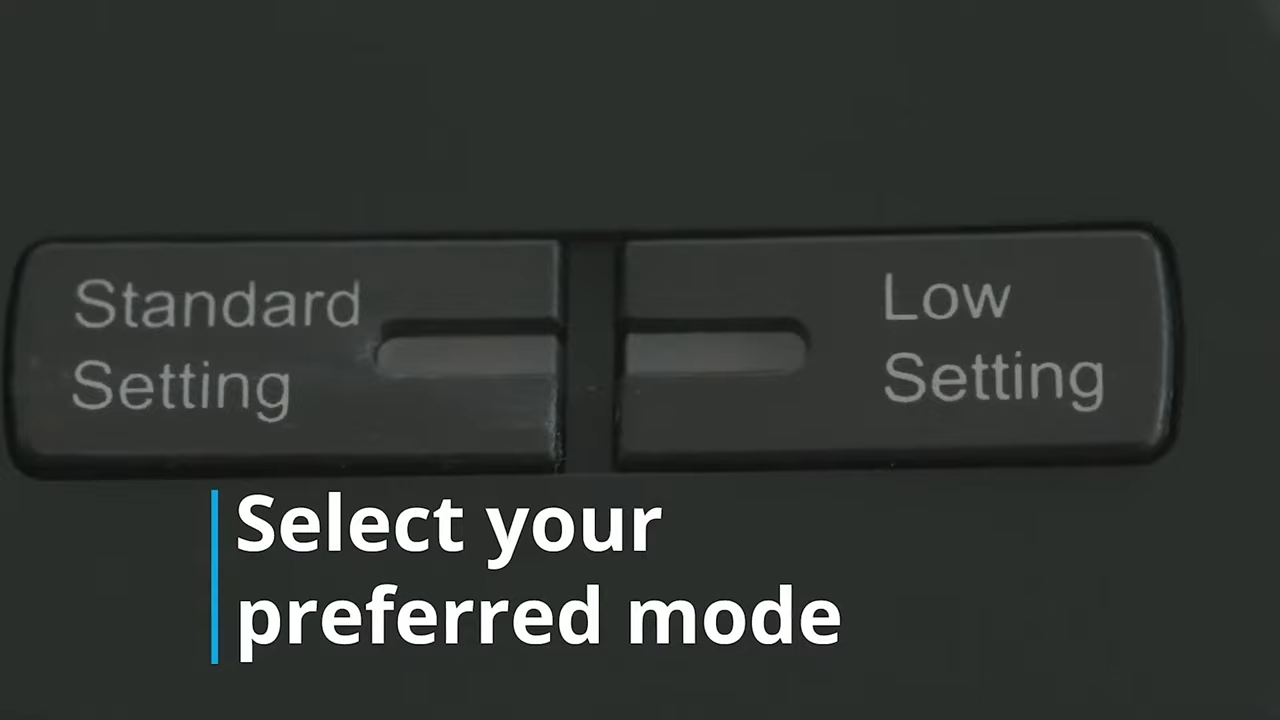 Standard
Setting
Low
Setting
Select your
preferred mode